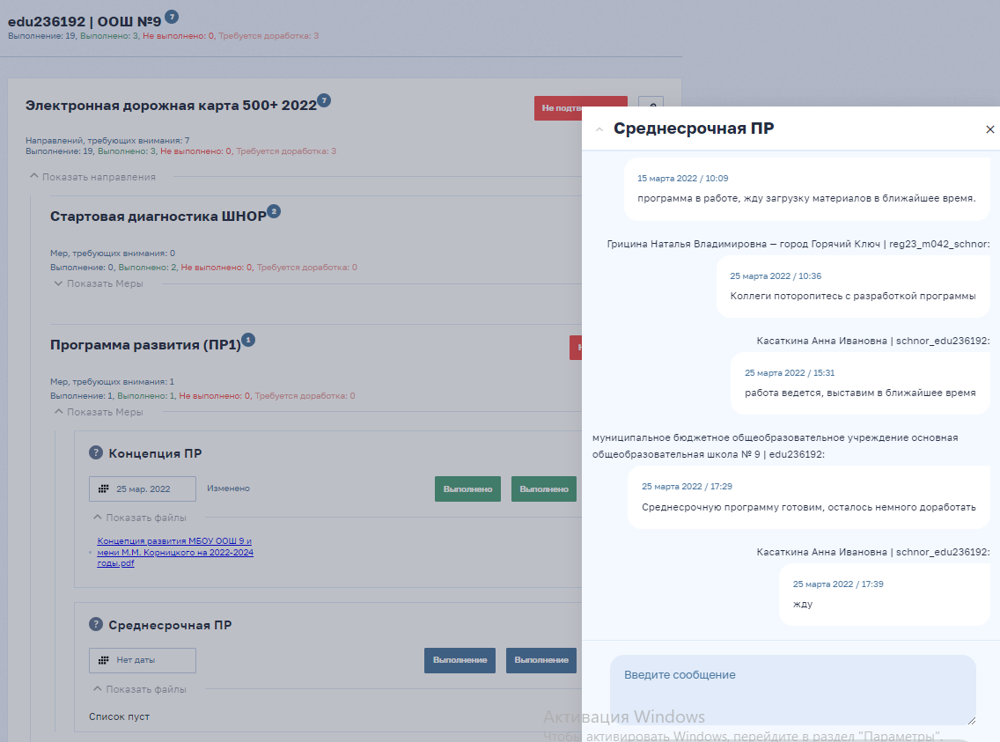 edu236192 | ООШ №9 7
Выполнение: 19, Выполнено: 3, Не выполнено: 0, Требуется доработка: 3
Электронная дорожная карта 500+ 2022 7
Направлений, требующих внимания: 7
Выполнение: 19, Выполнено: 3, Не выполнено: 0, Требуется доработка: 3
Показать направления
Стартовая диагностика ШНОР 2
Мер, требующих внимания: 0
Выполнение: 0, Выполнено: 2, Не выполнено: 0, Требуется доработка: 0
Показать Меры
Программа развития (ПР1) 1
Мер, требующих внимания: 1
Выполнение: 1, Выполнено: 1, Не выполнено: 0, Требуется доработка: 0
Показать Меры
? Концепция ПР
25 мар. 2022 Изменено Выполнено Выполнено
Показать файлы
Концепция развития МБОУ ООШ 9 и
мени М.М. Корницкого на 2022-2024
годы.pdf
? Среднесрочная ПР
Нет даты Выполнение Выполнение
Показать файлы
Список пуст
Среднесрочная ПР
15 марта 2022 / 10:09
программа в работе, жду загрузку материалов в ближайшее время.
Грицина Наталья Владимировна — город Горячий Ключ | reg23_m042_schnor:
25 марта 2022 / 10:36
Коллеги поторопитесь с разработкой программы
Касаткина Анна Ивановна | schnor_edu236192:
25 марта 2022 / 15:31
работа ведется, выставим в ближайшее время
муниципальное бюджетное общеобразовательное учреждение основная
общеобразовательная школа № 9 | edu236192:
25 марта 2022 / 17:29
Среднесрочную программу готовим, осталось немного доработать
Касаткина Анна Ивановна | schnor_edu236192:
25 марта 2022 / 17:39
жду
Введите сообщение
Активация Windows
Чтобы активировать Windows, перейдите в раздел "Параметры".